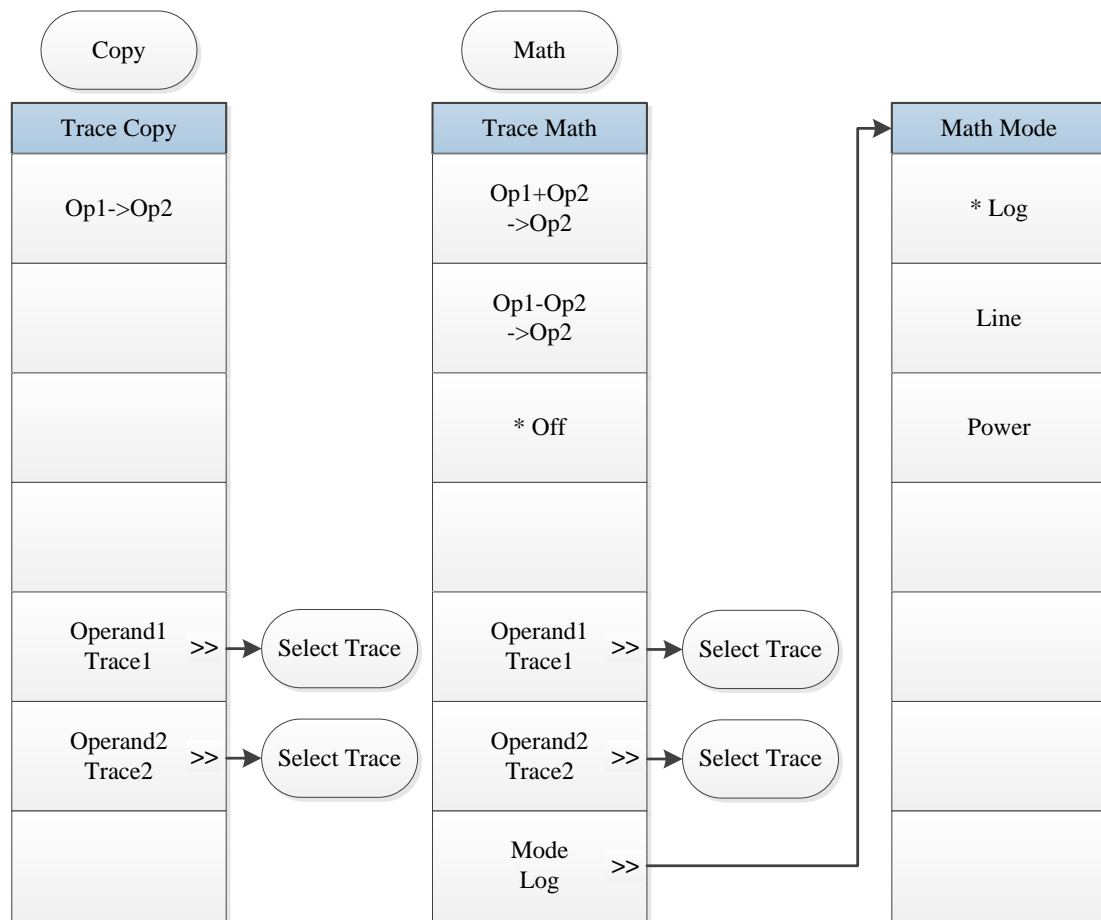 Copy
Trace Copy
Op1->Op2
Operand1
Trace1
>>
Select Trace
Operand2
Trace2
>>
Select Trace
Math
Trace Math
Op1+Op2
->Op2
Op1-Op2
->Op2
* Off
Operand1
Trace1
>>
Select Trace
Operand2
Trace2
>>
Select Trace
Mode
Log
>>
Math Mode
* Log
Line
Power